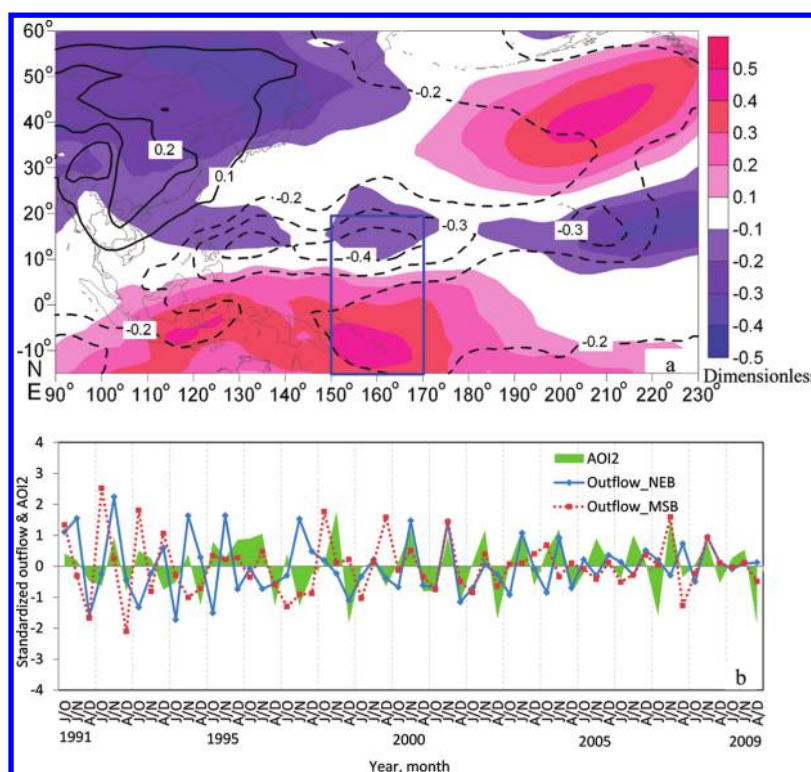 60°
50°
40°
30°
20°
10°
0°
-10°
N
E
90° 100° 110° 120° 130° 140° 150° 160° 170° 180° 190° 200° 210° 220° 230°
-0.2
0.2
0.1
-0.2
-0.3
-0.3
-0.4
-0.2
-0.2
a
0.5
0.4
0.3
0.2
0.1
-0.1
-0.2
-0.3
-0.4
-0.5
Dimensionless
Standardized outflow & AOI2
4
3
2
1
0
-1
-2
-3
-4
AOI2
Outflow_NEB
Outflow_MSB
b
J/O J/N A/D J/O J/N A/D J/O J/N A/D J/O J/N A/D J/O J/N A/D J/O J/N A/D J/O J/N A/D J/O J/N A/D J/O J/N A/D J/O J/N A/D J/O J/N A/D J/O J/N A/D J/O J/N A/D J/O J/N A/D J/O J/N A/D J/O J/N A/D J/O J/N A/D J/O J/N A/D J/O J/N A/D
1991 1995 2000 2005 2009
Year, month